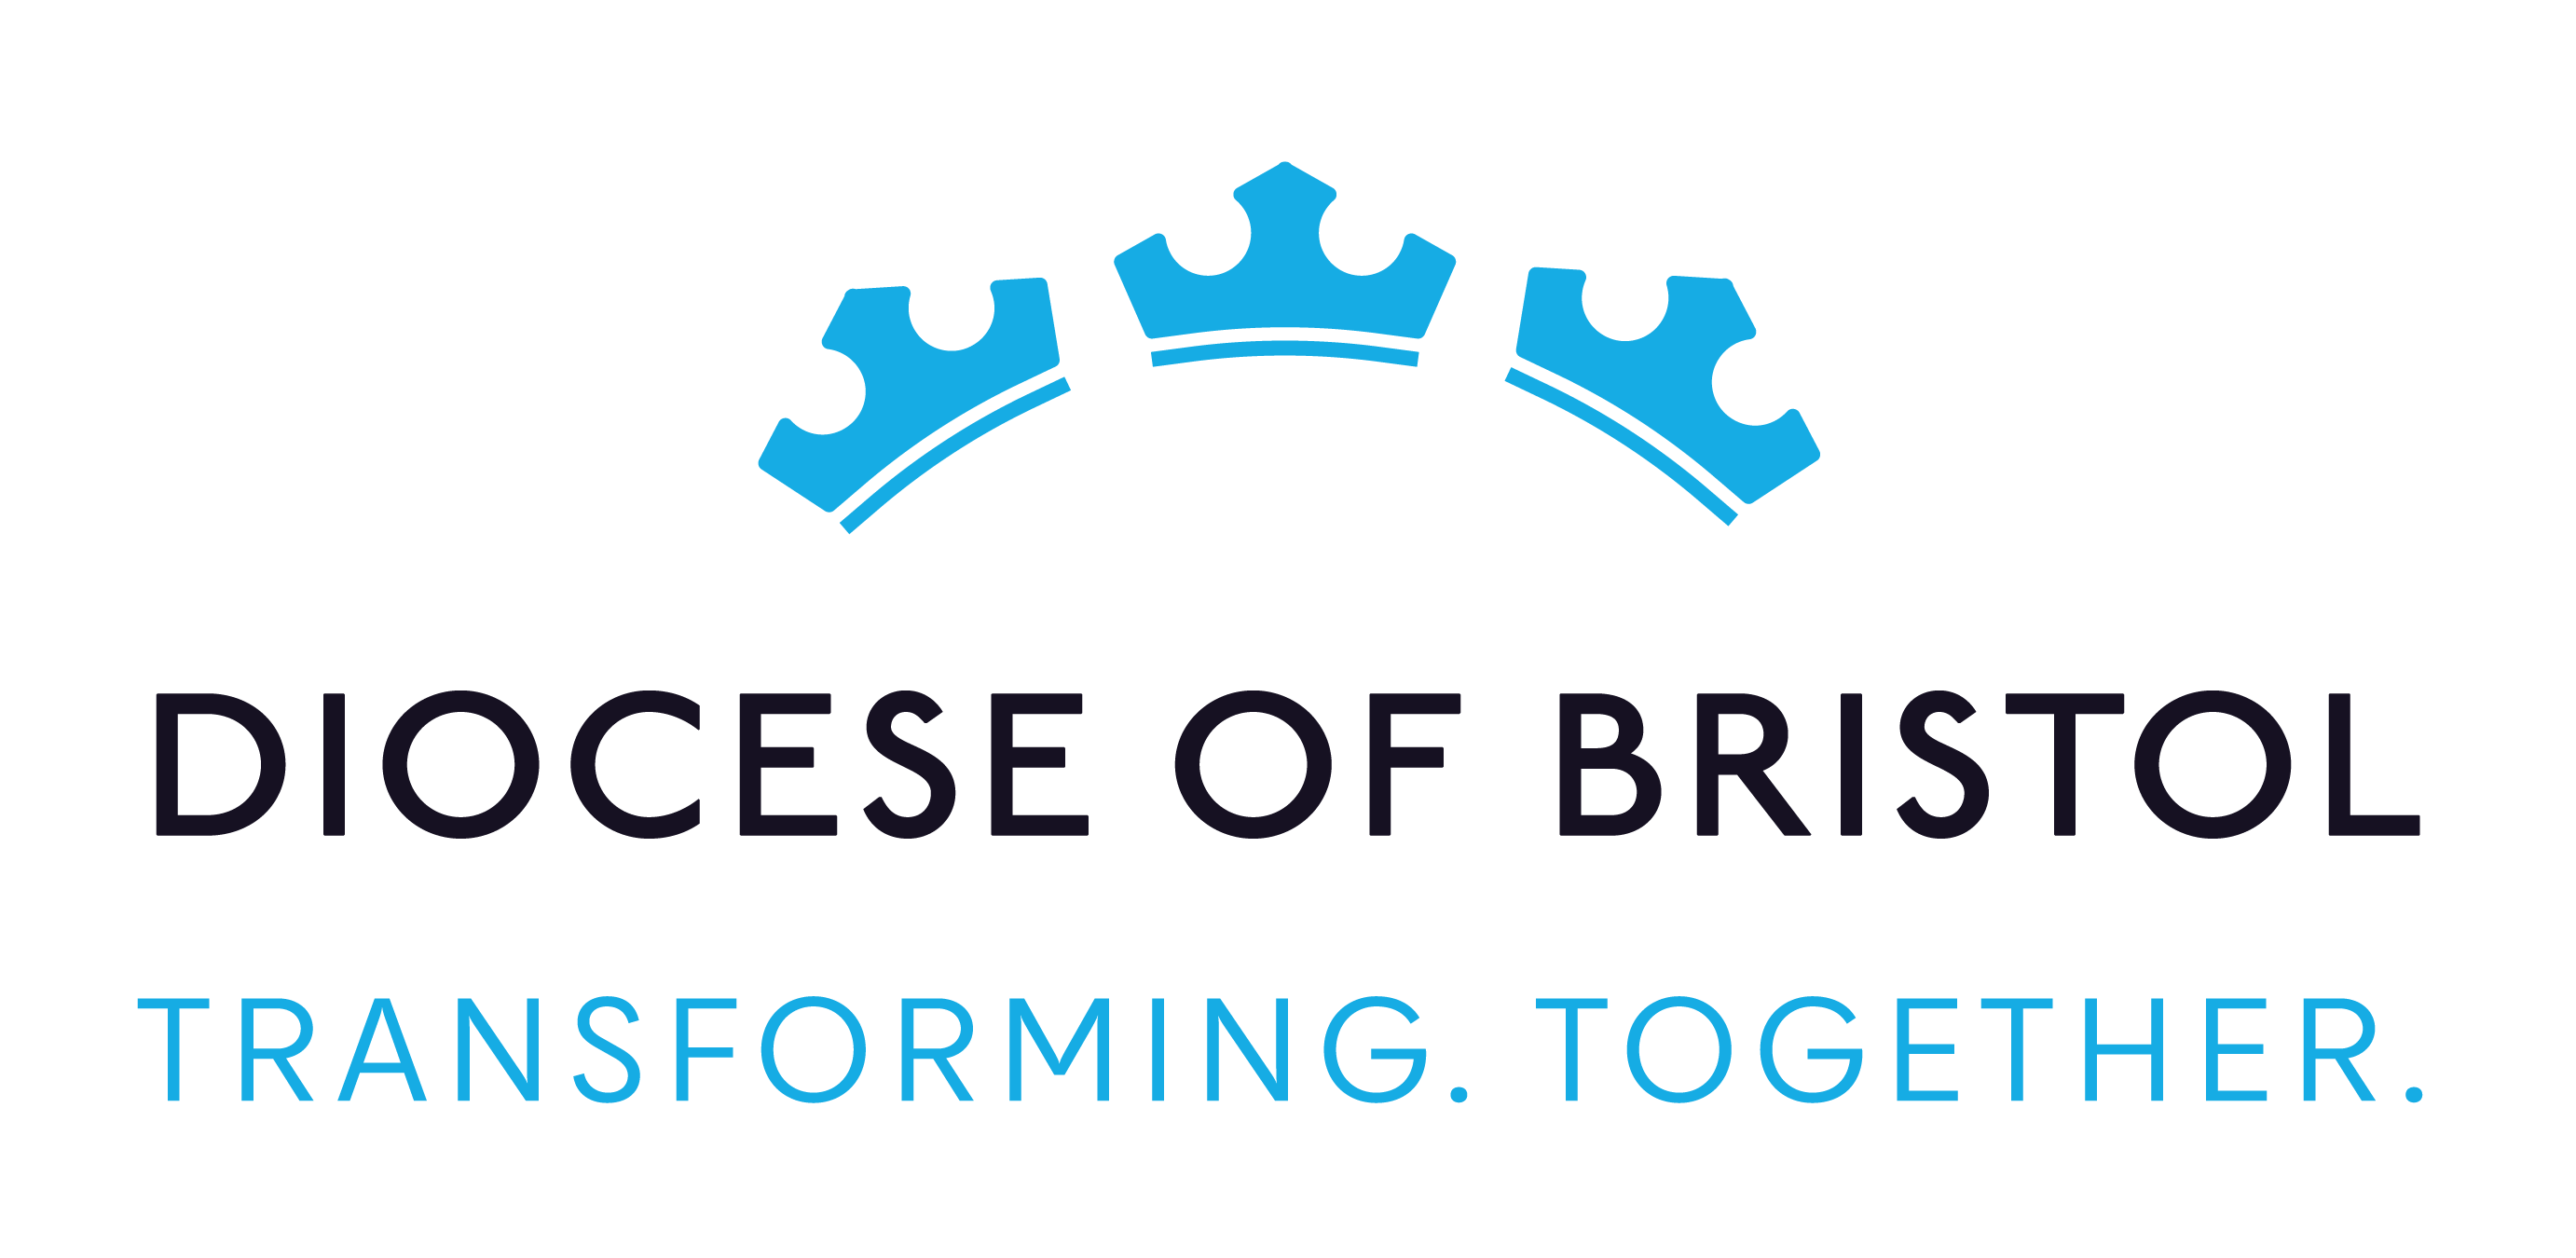 DIOCESE OF BRISTOL
TRANSFORMING. TOGETHER.